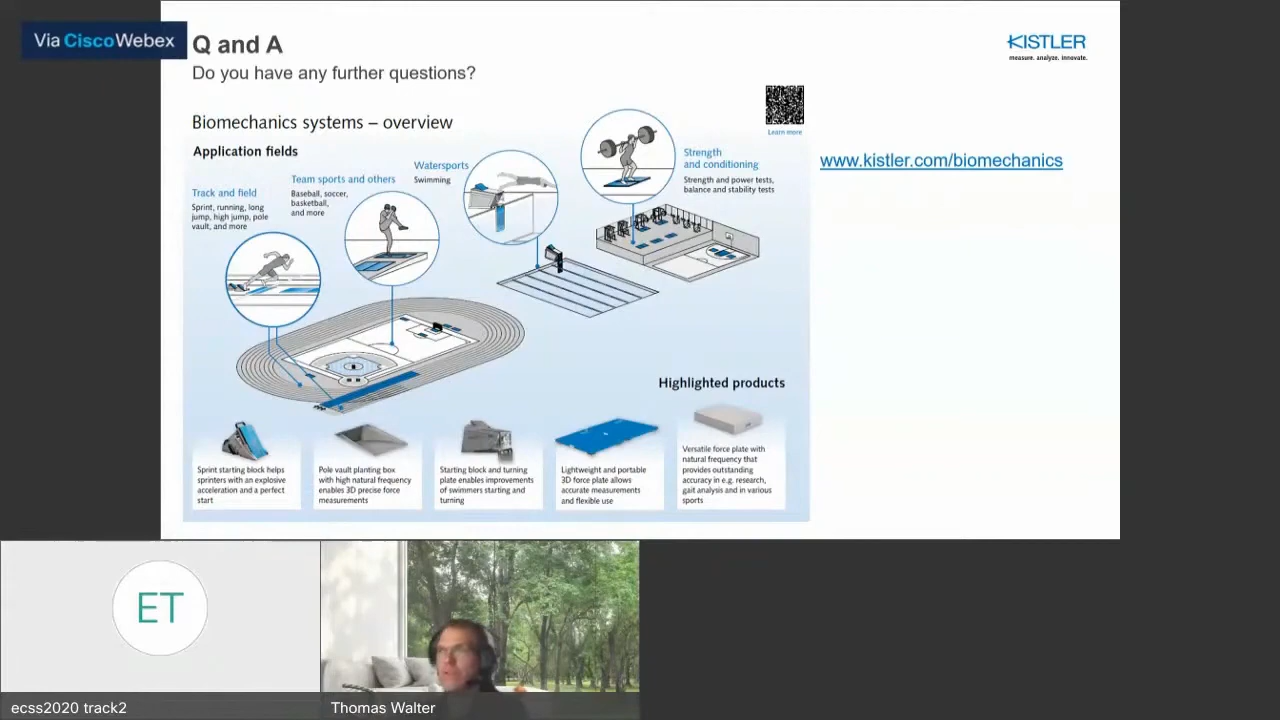 Via CiscoWebex
Q and A
Do you have any further questions?
KISTLER
measure. analyze. innovate.
Biomechanics systems – overview
Learn more
www.kistler.com/biomechanics
Application fields
Track and field
Sprint, running, long
jump, high jump, pole
vault, and more
Team sports and others
Baseball, soccer,
basketball,
and more
Watersports
Swimming
Strength
and conditioning
Strength and power tests,
balance and stability tests
Highlighted products
Sprint starting block helps
sprinters with an explosive
acceleration and a perfect
start
Pole vault planting box
with high natural frequency
enables 3D precise force
measurements
Starting block and turning
plate enables improvements
of swimmers starting and
turning
Lightweight and portable
3D force plate allows
accurate measurements
and flexible use
Versatile force plate with
natural frequency that
provides outstanding
accuracy in e.g. research,
gait analysis and in various
sports
ET
ecss2020 track2
Thomas Walter